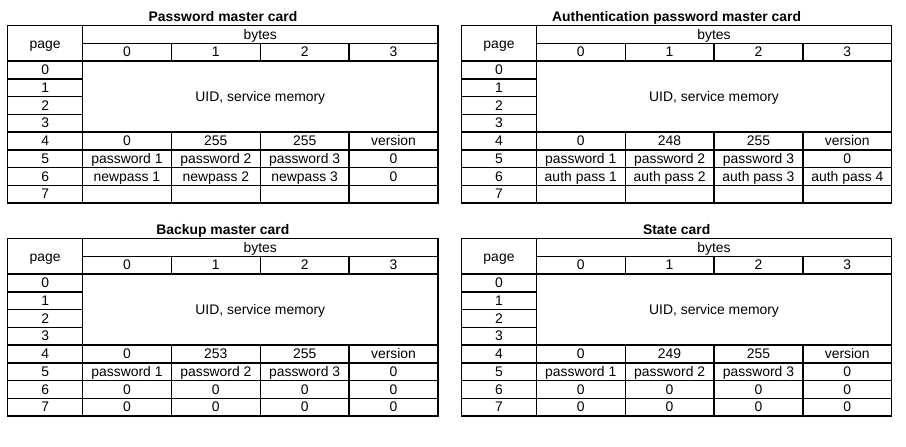 Password master card
page bytes
0 1 2 3
0
1
UID, service memory
2
3
4 0 255 255 version
5 password 1 password 2 password 3 0
6 newpass 1 newpass 2 newpass 3 0
7
Authentication password master card
page bytes
0 1 2 3
0
1
UID, service memory
2
3
4 0 248 255 version
5 password 1 password 2 password 3 0
6 auth pass 1 auth pass 2 auth pass 3 auth pass 4
7
Backup master card
page bytes
0 1 2 3
0
1
UID, service memory
2
3
4 0 253 255 version
5 password 1 password 2 password 3 0
6 0 0 0 0
7 0 0 0 0
State card
page bytes
0 1 2 3
0
1
UID, service memory
2
3
4 0 249 255 version
5 password 1 password 2 password 3 0
6 0 0 0 0
7 0 0 0 0